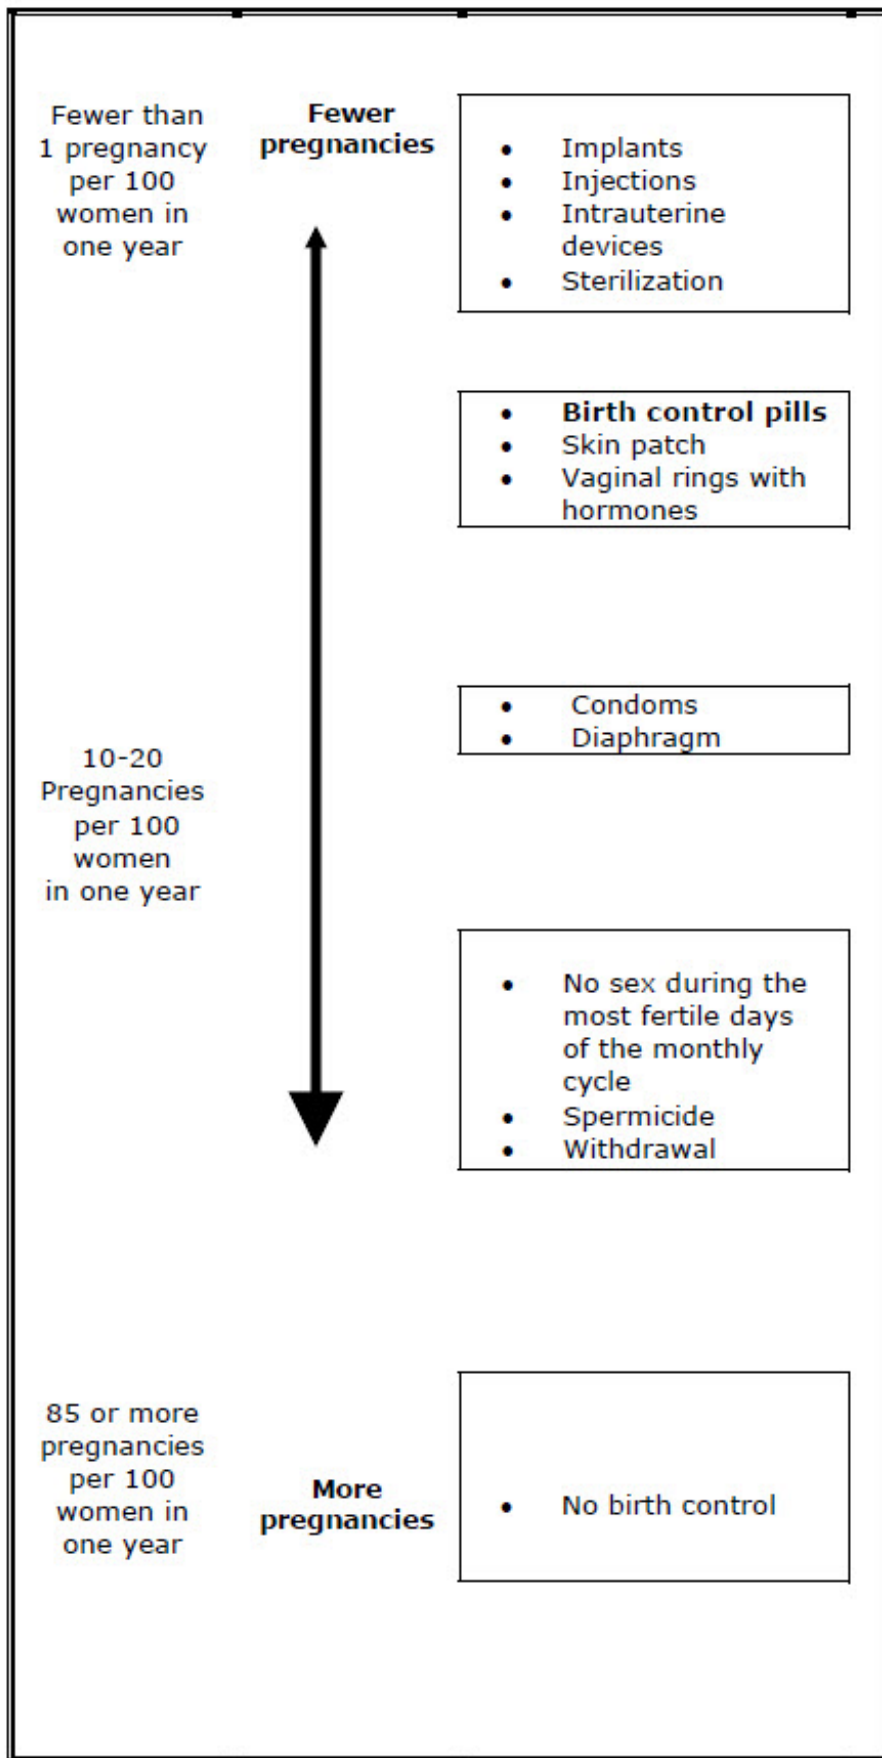 Fewer than
1 pregnancy
per 100
women in
one year
Fewer
pregnancies
• Implants
• Injections
• Intrauterine
devices
• Sterilization
• Birth control pills
• Skin patch
• Vaginal rings with
hormones
• Condoms
• Diaphragm
10-20
Pregnancies
per 100
women
in one year
• No sex during the
most fertile days
of the monthly
cycle
• Spermicide
• Withdrawal
85 or more
pregnancies
per 100
women in
one year
More
pregnancies
• No birth control